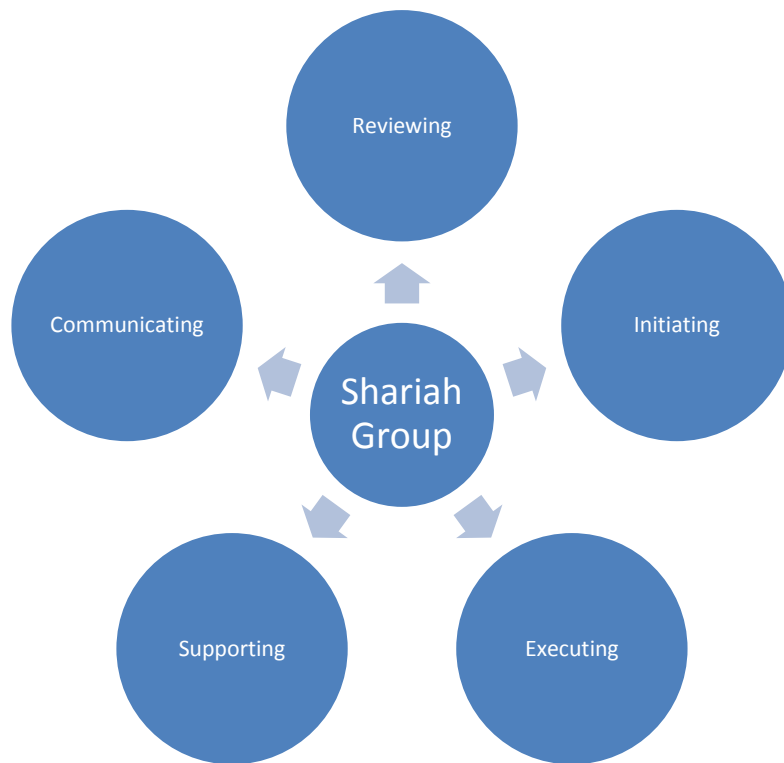 Reviewing
Communicating
Initiating
Shariah
Group
Supporting
Executing